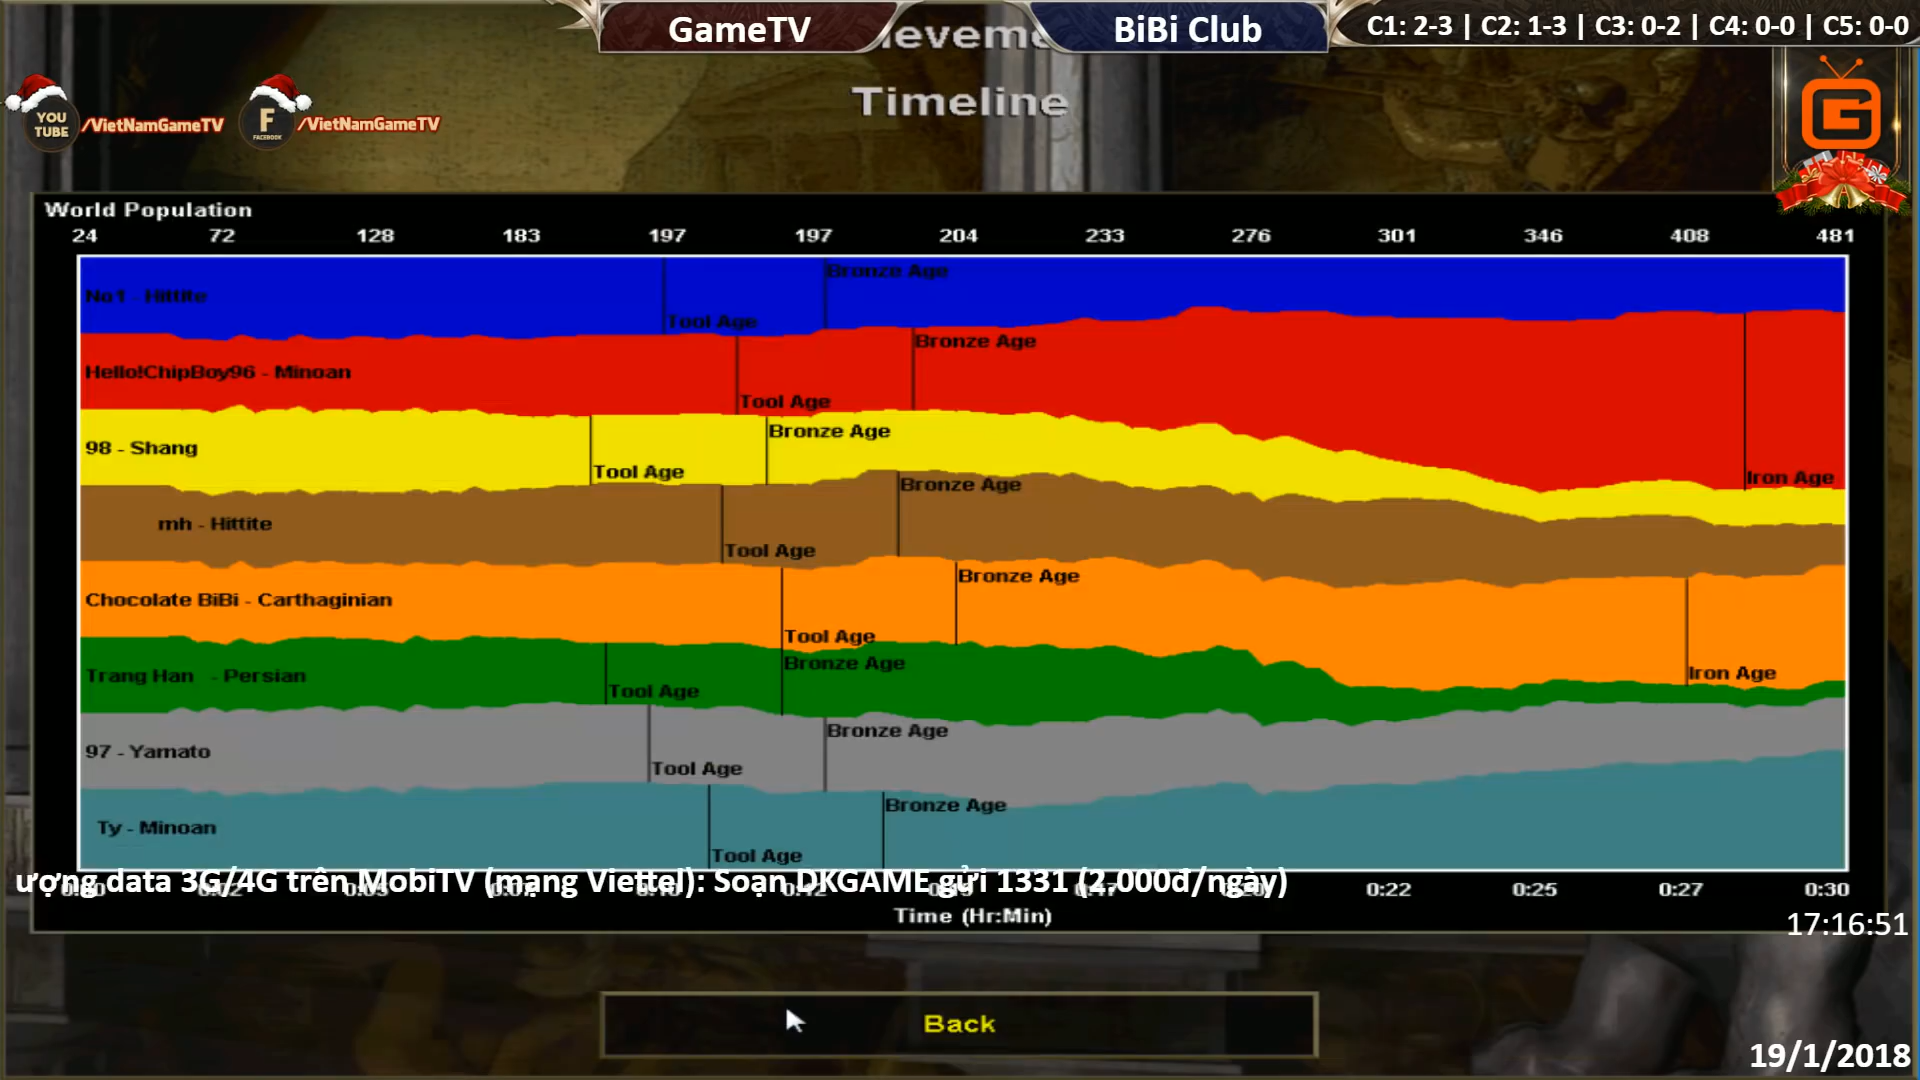 GameTV
BiBi Club
C1: 2-3 | C2: 1-3 | C3: 0-2 | C4: 0-0 | C5: 0-0
Timeline
YOU TUBE /VietNamGameTV
F FACEBOOK /VietNamGameTV
World Population
24 72 128 183 197 197 204 233 276 301 346 408 481
Bronze Age
No1 - Hittite
Tool Age
Bronze Age
Hello!ChipBoy96 - Minoan
Tool Age
Bronze Age
98 - Shang
Tool Age
Iron Age
Bronze Age
mh - Hittite
Tool Age
Bronze Age
Chocolate BiBi - Carthaginian
Tool Age
Bronze Age
Iron Age
Trang Han - Persian
Tool Age
Bronze Age
97 - Yamato
Tool Age
Bronze Age
Ty - Minoan
Tool Age
ượng data 3G/4G trên MobiTV (mạng Viettel): Soạn DKGAME gửi 1331 (2.000đ/ngày)
0:22 0:25 0:27 0:30
Time (Hr:Min)
17:16:51
Back
19/1/2018